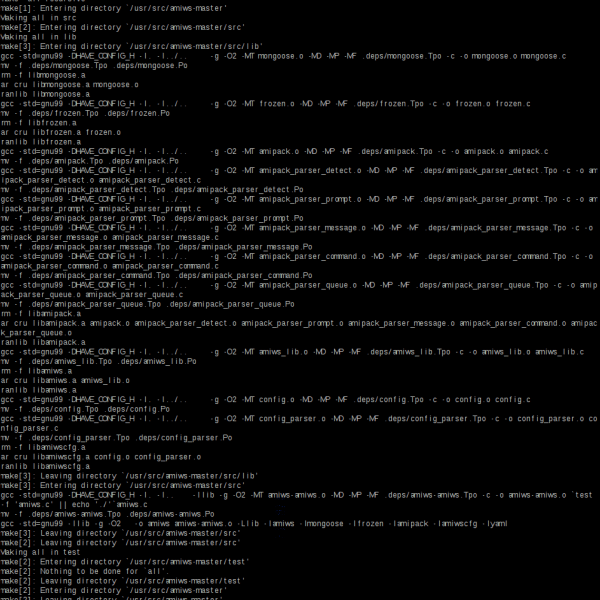 make[1]: Entering directory `/usr/src/amiws-master'
Making all in src
make[2]: Entering directory `/usr/src/amiws-master/src'
Making all in lib
make[3]: Entering directory `/usr/src/amiws-master/src/lib'
gcc -std=gnu99 -DHAVE_CONFIG_H -I. -I../.. -g -O2 -MT mongoose.o -MD -MP -MF .deps/mongoose.Tpo -c -o mongoose.o mongoose.c
mv -f .deps/mongoose.Tpo .deps/mongoose.Po
rm -f libmongoose.a
ar cru libmongoose.a mongoose.o
ranlib libmongoose.a
gcc -std=gnu99 -DHAVE_CONFIG_H -I. -I../.. -g -O2 -MT frozen.o -MD -MP -MF .deps/frozen.Tpo -c -o frozen.o frozen.c
mv -f .deps/frozen.Tpo .deps/frozen.Po
rm -f libfrozen.a
ar cru libfrozen.a frozen.o
ranlib libfrozen.a
gcc -std=gnu99 -DHAVE_CONFIG_H -I. -I../.. -g -O2 -MT amipack.o -MD -MP -MF .deps/amipack.Tpo -c -o amipack.o amipack.c
mv -f .deps/amipack.Tpo .deps/amipack.Po
gcc -std=gnu99 -DHAVE_CONFIG_H -I. -I../.. -g -O2 -MT amipack_parser_detect.o -MD -MP -MF .deps/amipack_parser_detect.Tpo -c -o am
ipack_parser_detect.o amipack_parser_detect.c
mv -f .deps/amipack_parser_detect.Tpo .deps/amipack_parser_detect.Po
gcc -std=gnu99 -DHAVE_CONFIG_H -I. -I../.. -g -O2 -MT amipack_parser_prompt.o -MD -MP -MF .deps/amipack_parser_prompt.Tpo -c -o am
ipack_parser_prompt.o amipack_parser_prompt.c
mv -f .deps/amipack_parser_prompt.Tpo .deps/amipack_parser_prompt.Po
gcc -std=gnu99 -DHAVE_CONFIG_H -I. -I../.. -g -O2 -MT amipack_parser_message.o -MD -MP -MF .deps/amipack_parser_message.Tpo -c -o 
amipack_parser_message.o amipack_parser_message.c
mv -f .deps/amipack_parser_message.Tpo .deps/amipack_parser_message.Po
gcc -std=gnu99 -DHAVE_CONFIG_H -I. -I../.. -g -O2 -MT amipack_parser_command.o -MD -MP -MF .deps/amipack_parser_command.Tpo -c -o 
amipack_parser_command.o amipack_parser_command.c
mv -f .deps/amipack_parser_command.Tpo .deps/amipack_parser_command.Po
gcc -std=gnu99 -DHAVE_CONFIG_H -I. -I../.. -g -O2 -MT amipack_parser_queue.o -MD -MP -MF .deps/amipack_parser_queue.Tpo -c -o amip
ack_parser_queue.o amipack_parser_queue.c
mv -f .deps/amipack_parser_queue.Tpo .deps/amipack_parser_queue.Po
rm -f libamipack.a
ar cru libamipack.a amipack.o amipack_parser_detect.o amipack_parser_prompt.o amipack_parser_message.o amipack_parser_command.o amipac
k_parser_queue.o
ranlib libamipack.a
gcc -std=gnu99 -DHAVE_CONFIG_H -I. -I../.. -g -O2 -MT amiws_lib.o -MD -MP -MF .deps/amiws_lib.Tpo -c -o amiws_lib.o amiws_lib.c
mv -f .deps/amiws_lib.Tpo .deps/amiws_lib.Po
rm -f libamiws.a
ar cru libamiws.a amiws_lib.o
ranlib libamiws.a
gcc -std=gnu99 -DHAVE_CONFIG_H -I. -I../.. -g -O2 -MT config.o -MD -MP -MF .deps/config.Tpo -c -o config.o config.c
mv -f .deps/config.Tpo .deps/config.Po
gcc -std=gnu99 -DHAVE_CONFIG_H -I. -I../.. -g -O2 -MT config_parser.o -MD -MP -MF .deps/config_parser.Tpo -c -o config_parser.o co
nfig_parser.c
mv -f .deps/config_parser.Tpo .deps/config_parser.Po
rm -f libamiwscfg.a
ar cru libamiwscfg.a config.o config_parser.o
ranlib libamiwscfg.a
make[3]: Leaving directory `/usr/src/amiws-master/src/lib'
make[3]: Entering directory `/usr/src/amiws-master/src'
gcc -std=gnu99 -DHAVE_CONFIG_H -I. -I.. -Ilib -g -O2 -MT amiws-amiws.o -MD -MP -MF .deps/amiws-amiws.Tpo -c -o amiws-amiws.o `test
-f 'amiws.c' || echo './'`amiws.c
mv -f .deps/amiws-amiws.Tpo .deps/amiws-amiws.Po
gcc -std=gnu99 -Ilib -g -O2 -o amiws amiws-amiws.o -Llib -lamiws -lmongoose -lfrozen -lamipack -lamiwscfg -lyaml
make[3]: Leaving directory `/usr/src/amiws-master/src'
make[2]: Leaving directory `/usr/src/amiws-master/src'
Making all in test
make[2]: Entering directory `/usr/src/amiws-master/test'
make[2]: Nothing to be done for `all'.
make[2]: Leaving directory `/usr/src/amiws-master/test'
make[2]: Entering directory `/usr/src/amiws-master'
make[2]: Leaving directory `/usr/src/amiws-master'